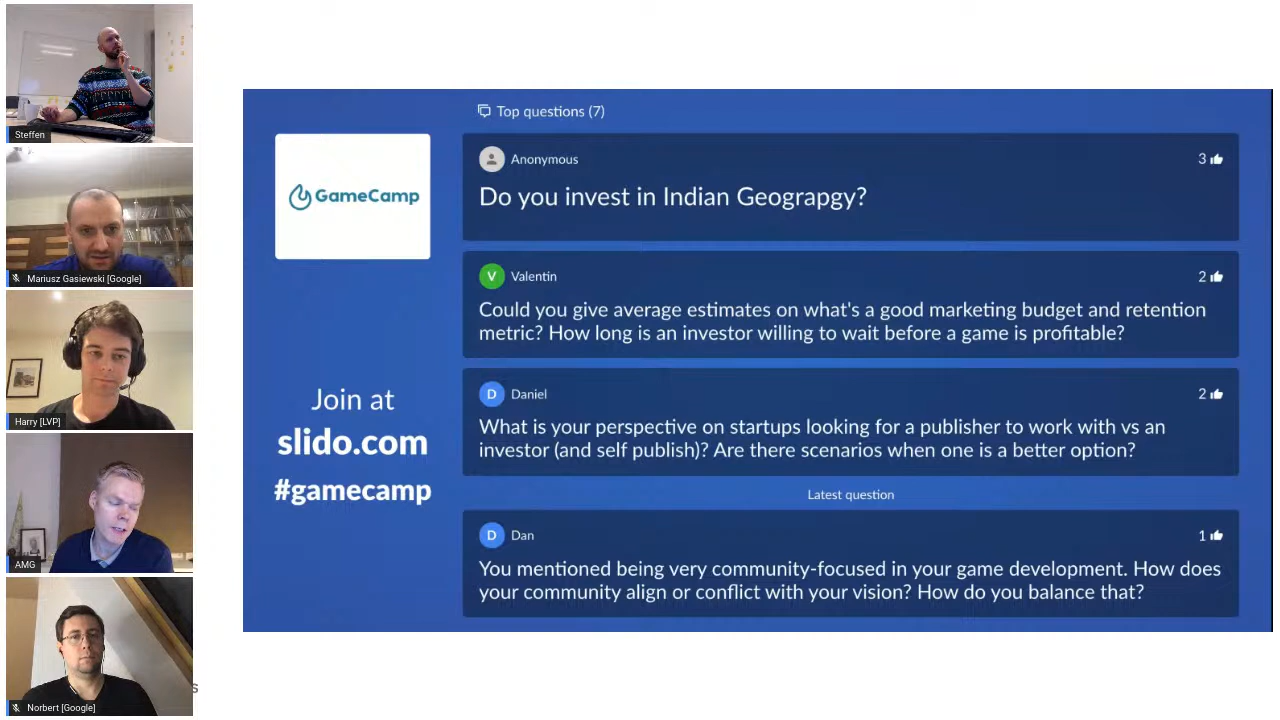 Steffen
Mariusz Gasiewski [Google]
Harry [LVP]
AMG
Norbert [Google]
s
GameCamp
Join at
slido.com
#gamecamp
Top questions (7)
Anonymous
3
Do you invest in Indian Geograpgy?
V
Valentin
2
Could you give average estimates on what's a good marketing budget and retention
metric? How long is an investor willing to wait before a game is profitable?
D
Daniel
2
What is your perspective on startups looking for a publisher to work with vs an
investor (and self publish)? Are there scenarios when one is a better option?
Latest question
D
Dan
1
You mentioned being very community-focused in your game development. How does
your community align or conflict with your vision? How do you balance that?